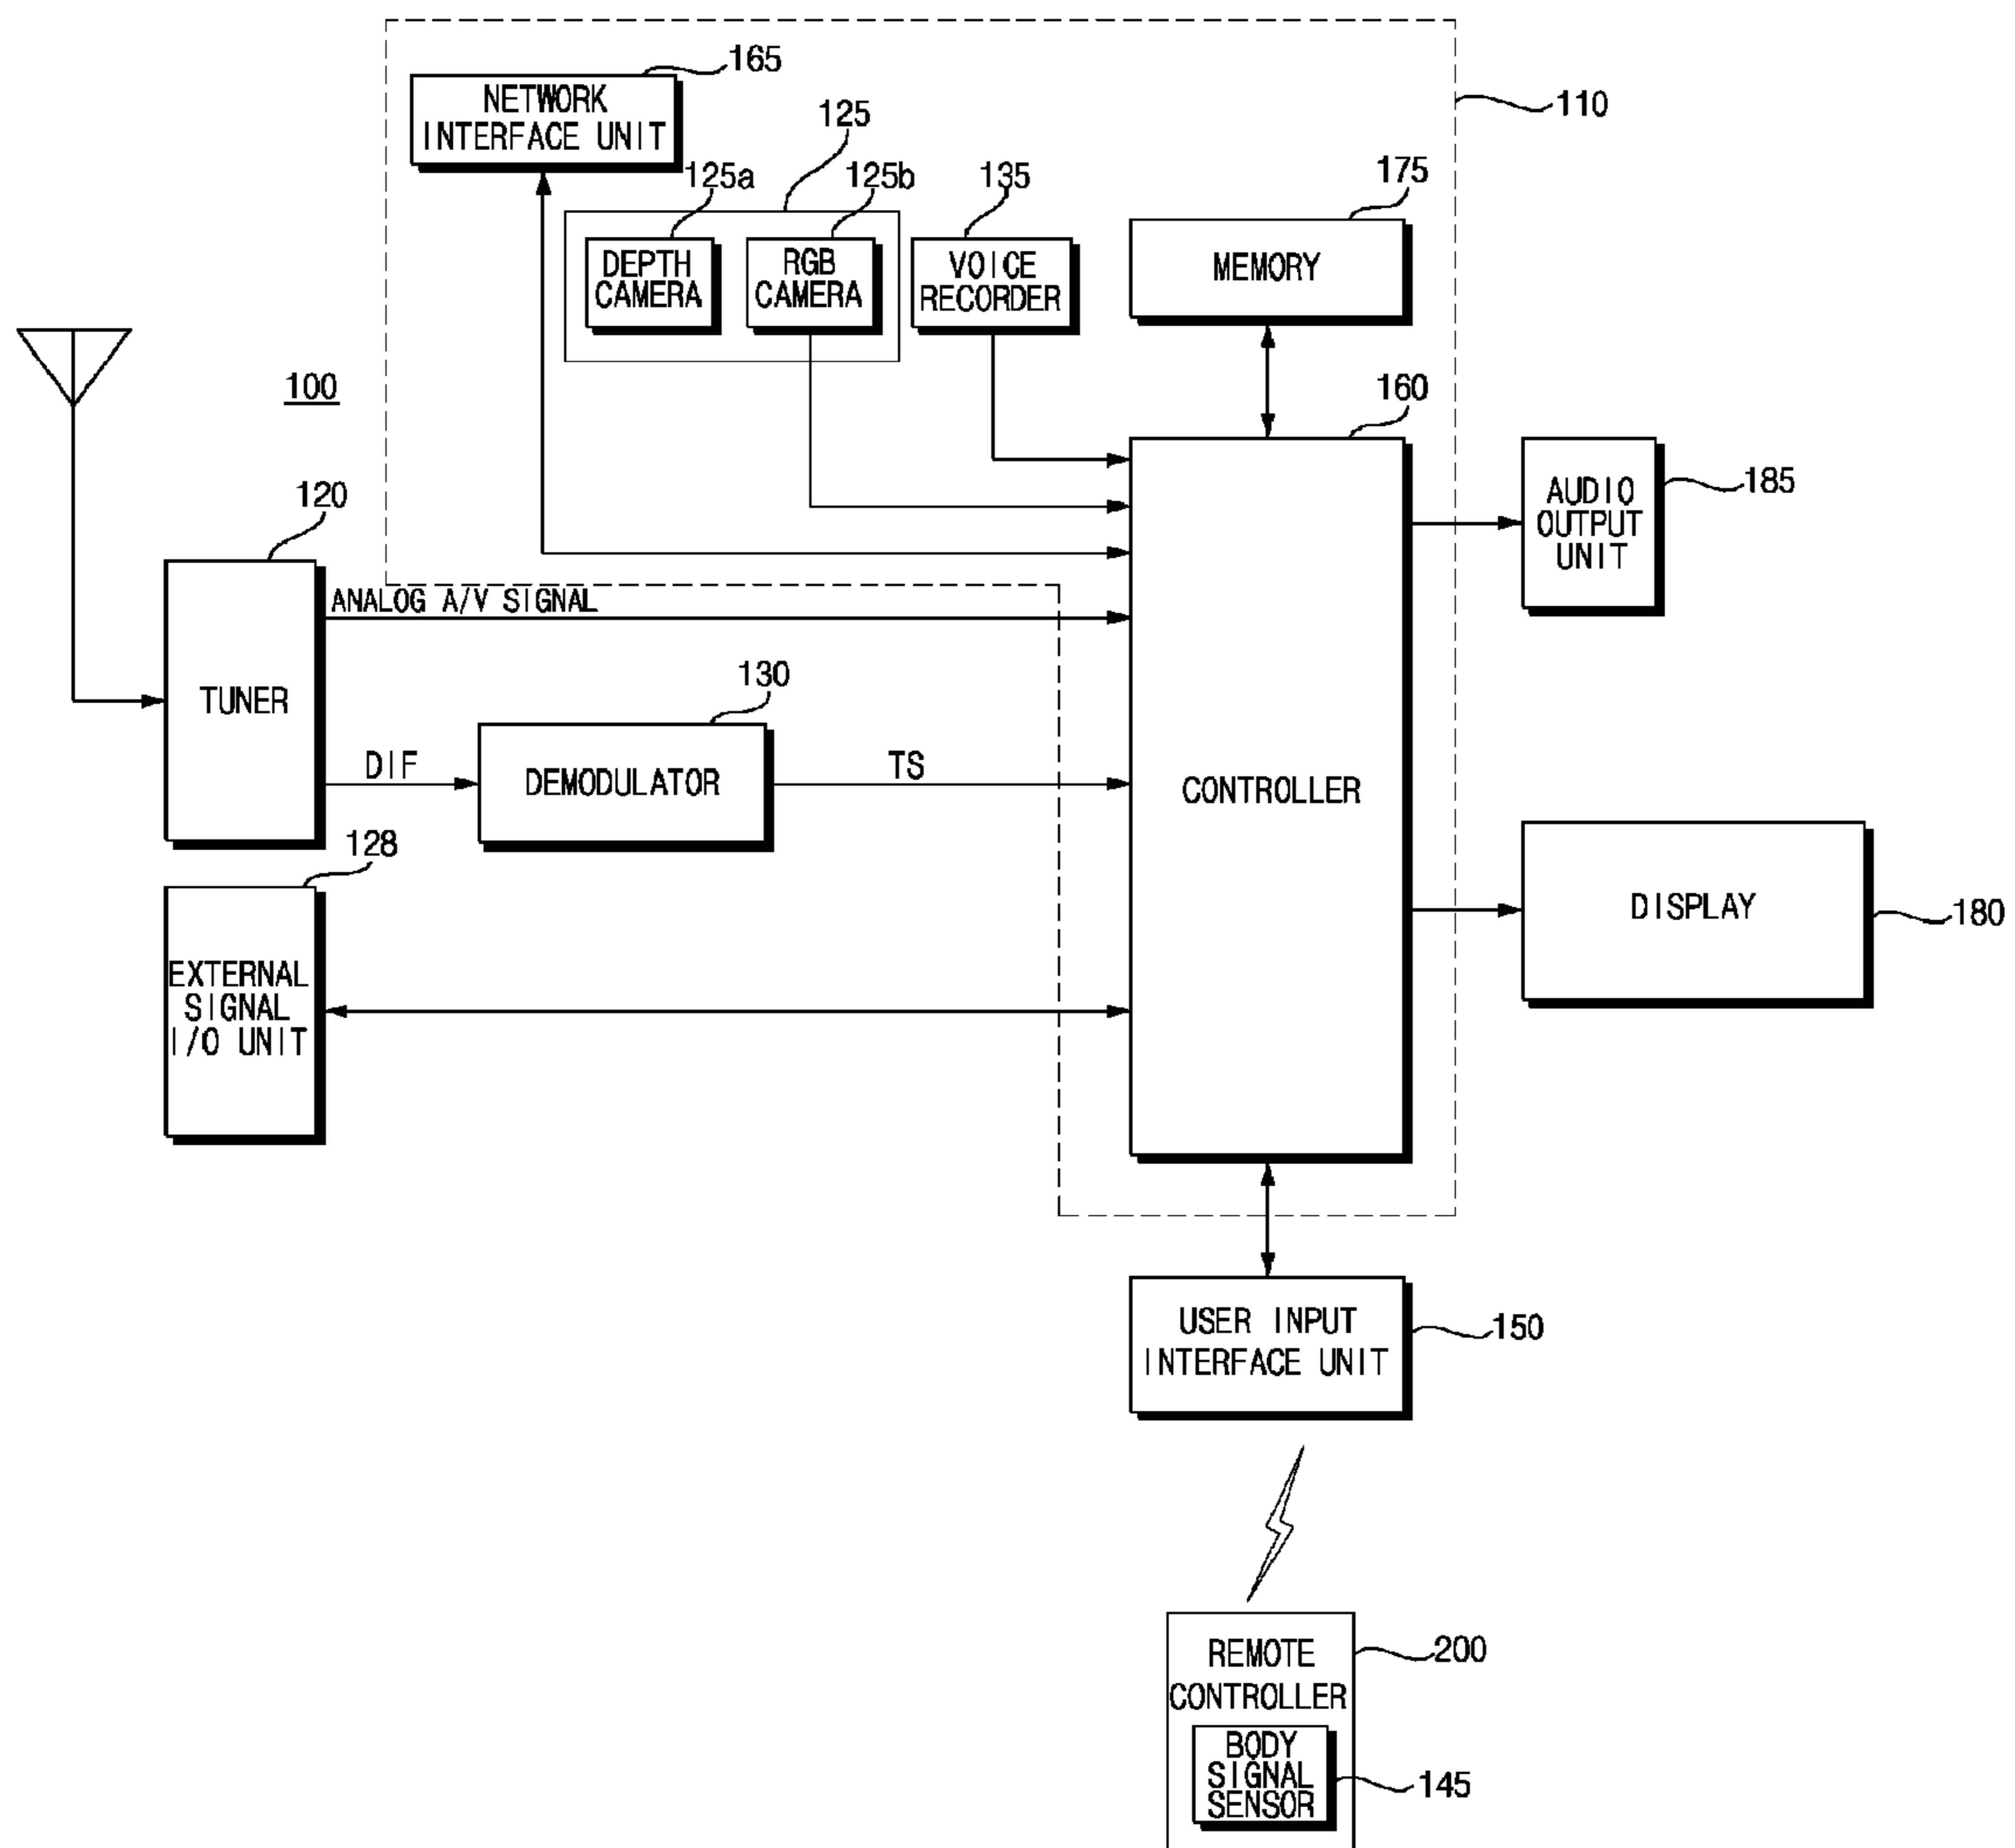 165
NETWORK
INTERFACE UNIT
110
125
125a
125b
135
175
DEPTH
CAMERA
RGB
CAMERA
VOICE
RECORDER
MEMORY
100
160
120
AUDIO
OUTPUT
UNIT
185
ANALOG A/V SIGNAL
TUNER
130
DIF
DEMODULATOR
TS
CONTROLLER
128
EXTERNAL
SIGNAL
I/O UNIT
DISPLAY
180
USER INPUT
INTERFACE UNIT
150
REMOTE
CONTROLLER
200
BODY
SIGNAL
SENSOR
145